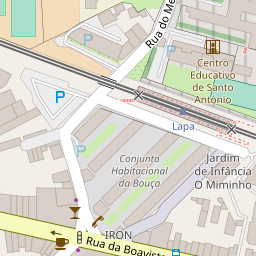 Rua do Me
Centro
Educativo
de Santo
António
P
P
Lapa
Conjunto
Habitacional
da Bouça
Jardim
de Infância
O Miminho
IRON
Rua da Boavista